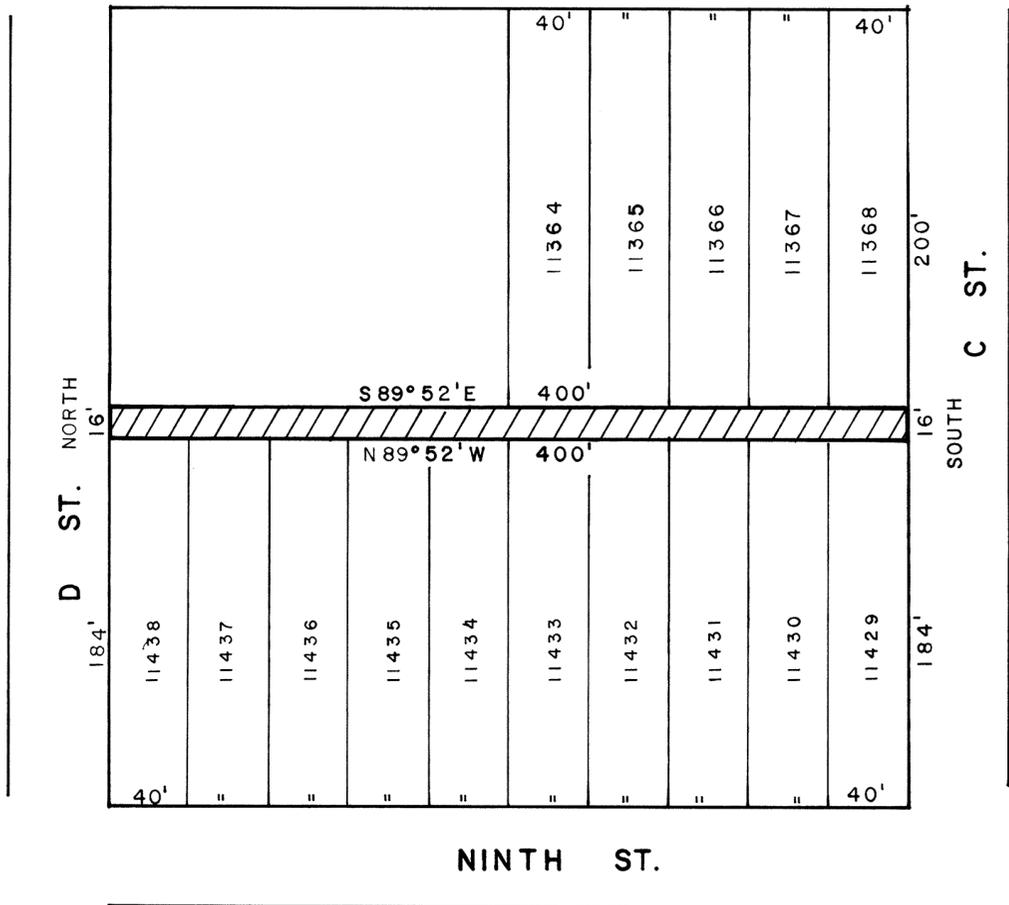 40' " " " 40'
11364
11365
11366
11367
11368
200'
C ST.
S 89° 52' E 400'
NORTH
16'
16'
SOUTH
N 89° 52' W 400'
D ST.
184'
11438
11437
11436
11435
11434
11433
11432
11431
11430
11429
184'
40' " " " " " " " " 40'
NINTH ST.